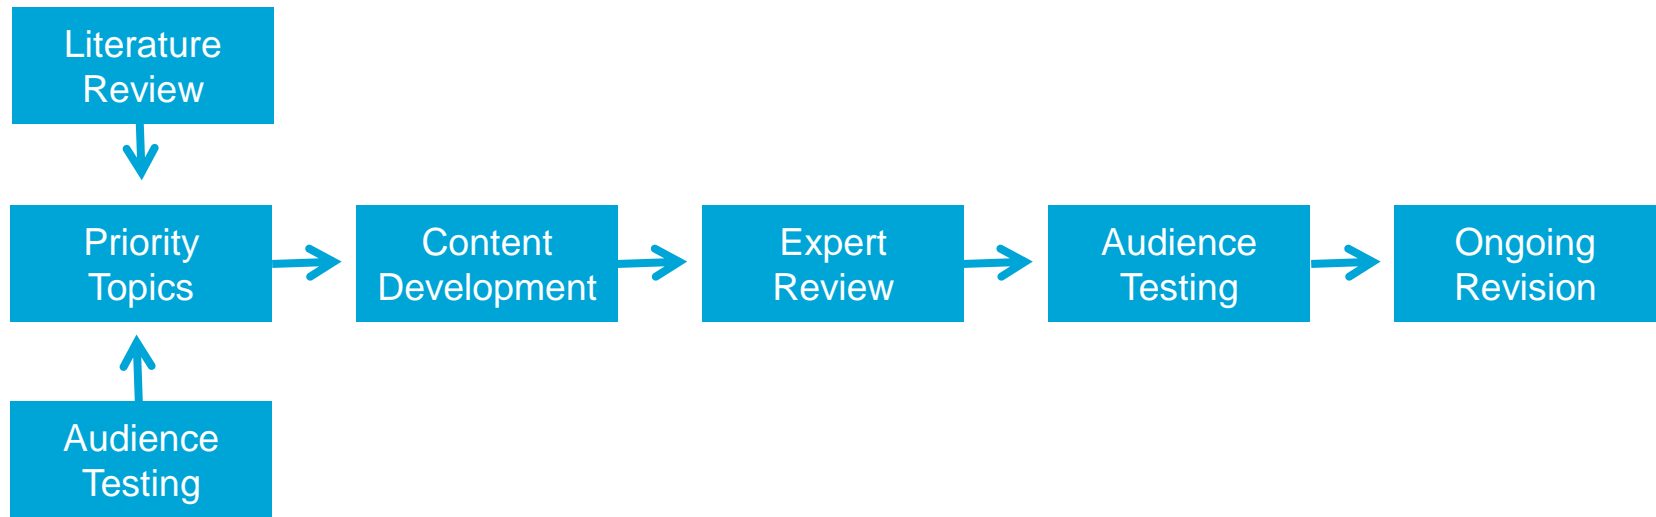 Literature
Review
Priority
Topics
Content
Development
Expert
Review
Audience
Testing
Ongoing
Revision
Audience
Testing